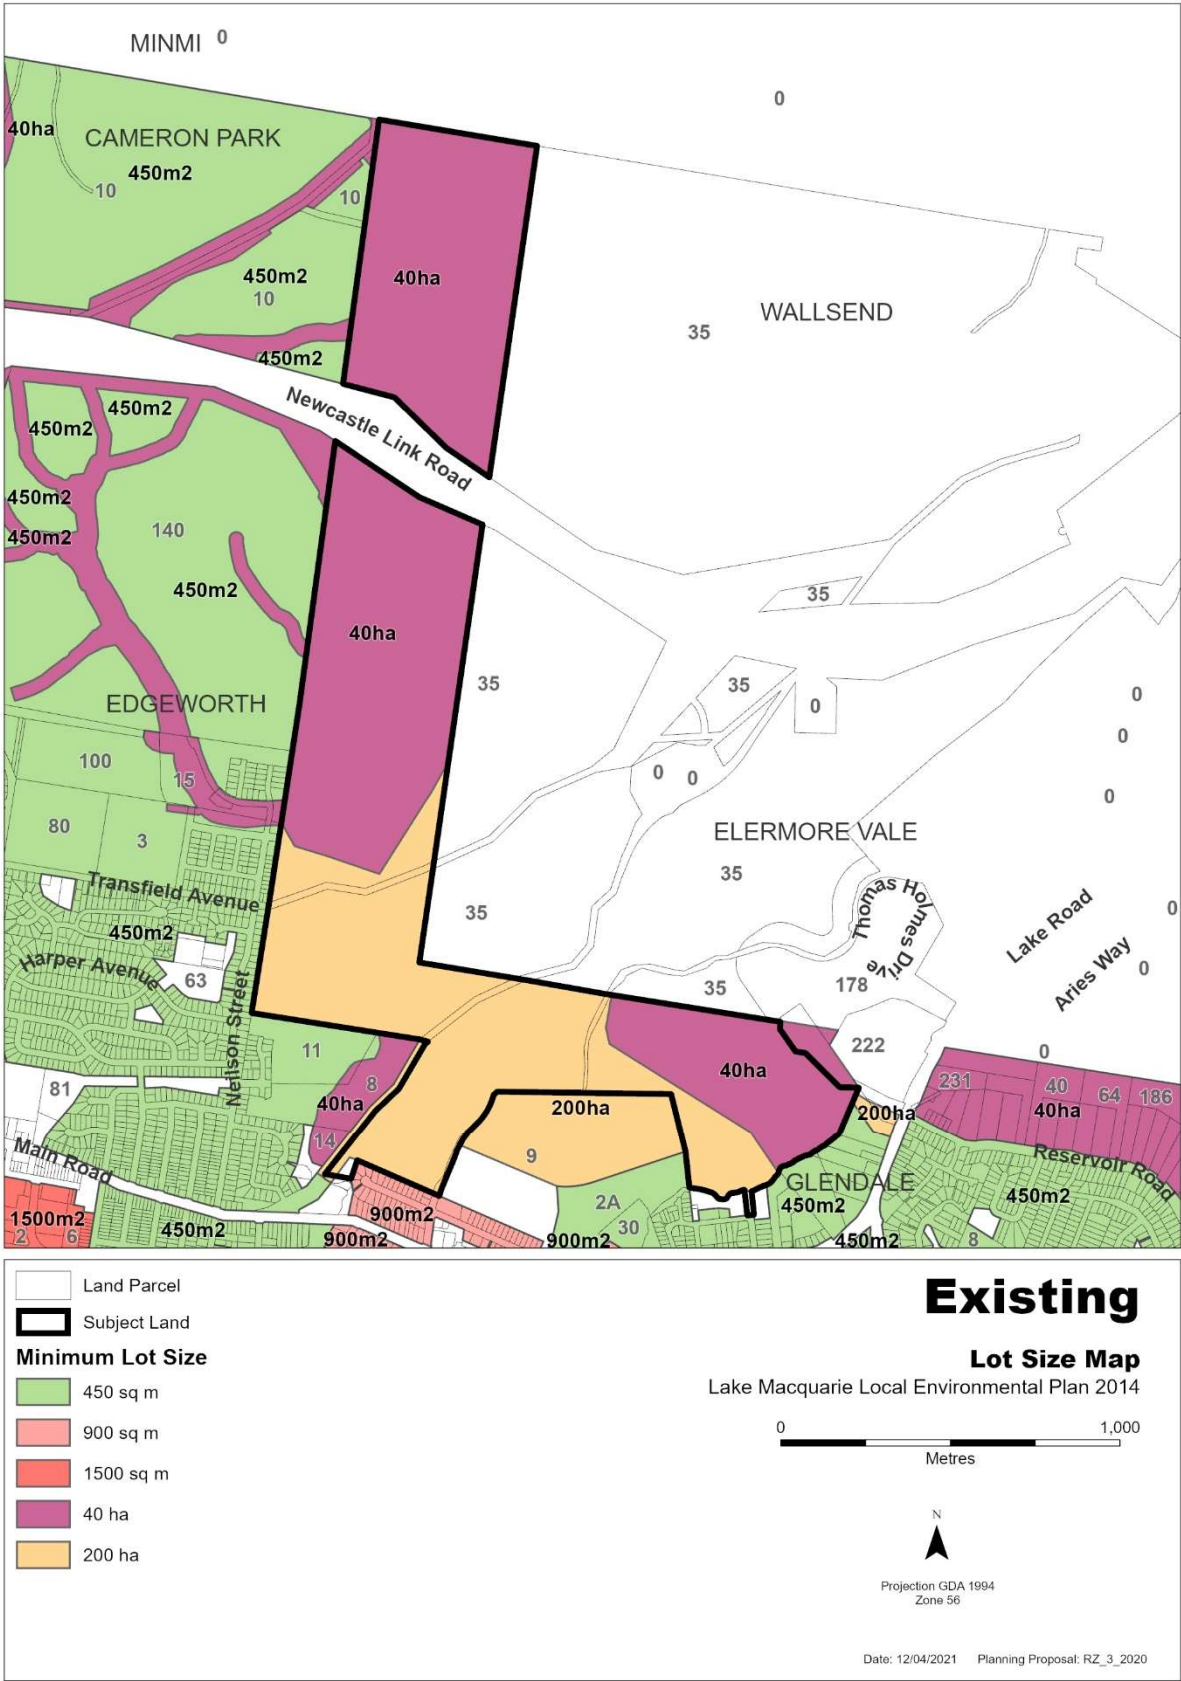 MINMI 0
0
40ha
CAMERON PARK
450m2
10
10
450m2
10
40ha
WALLSEND
35
450m2
Newcastle Link Road
450m2
450m2
450m2
450m2
140
450m2
35
40ha
35
35
0
0
0
0
0 0
0
EDGEWORTH
100
15
80
3
ELERMORE VALE
35
Transfield Avenue
Thomas Holmes Drive
35
450m2
Lake Road
0
Harper Avenue
63
Aries Way
0
Neilson Street
35
178
11
222
0
81
8
40ha
40ha
231
40
64
186
40ha
200ha
200ha
14
Main Road
9
Reservoir Road
GLENDALE
2A
450m2
450m2
1500m2
2 6
450m2
900m2
30
900m2
900m2
450m2
8
Land Parcel
Subject Land
Minimum Lot Size
450 sq m
900 sq m
1500 sq m
40 ha
200 ha
Existing
Lot Size Map
Lake Macquarie Local Environmental Plan 2014
0 1,000
Metres
N
Projection GDA 1994
Zone 56
Date: 12/04/2021 Planning Proposal: RZ_3_2020